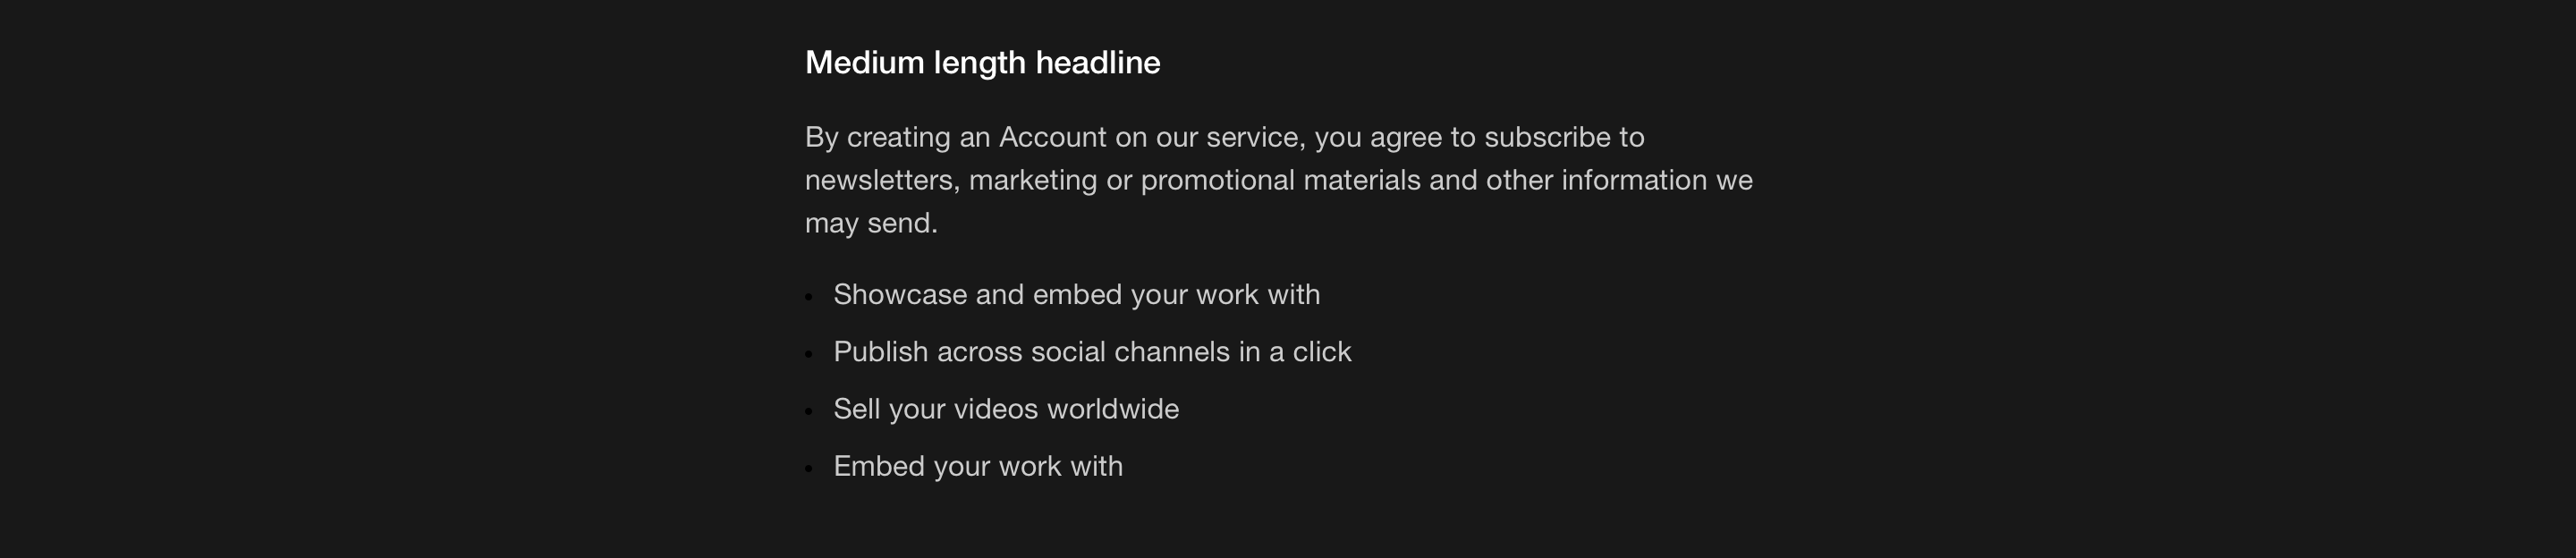 Medium length headline
By creating an Account on our service, you agree to subscribe to
newsletters, marketing or promotional materials and other information we
may send.
• Showcase and embed your work with
• Publish across social channels in a click
• Sell your videos worldwide
• Embed your work with